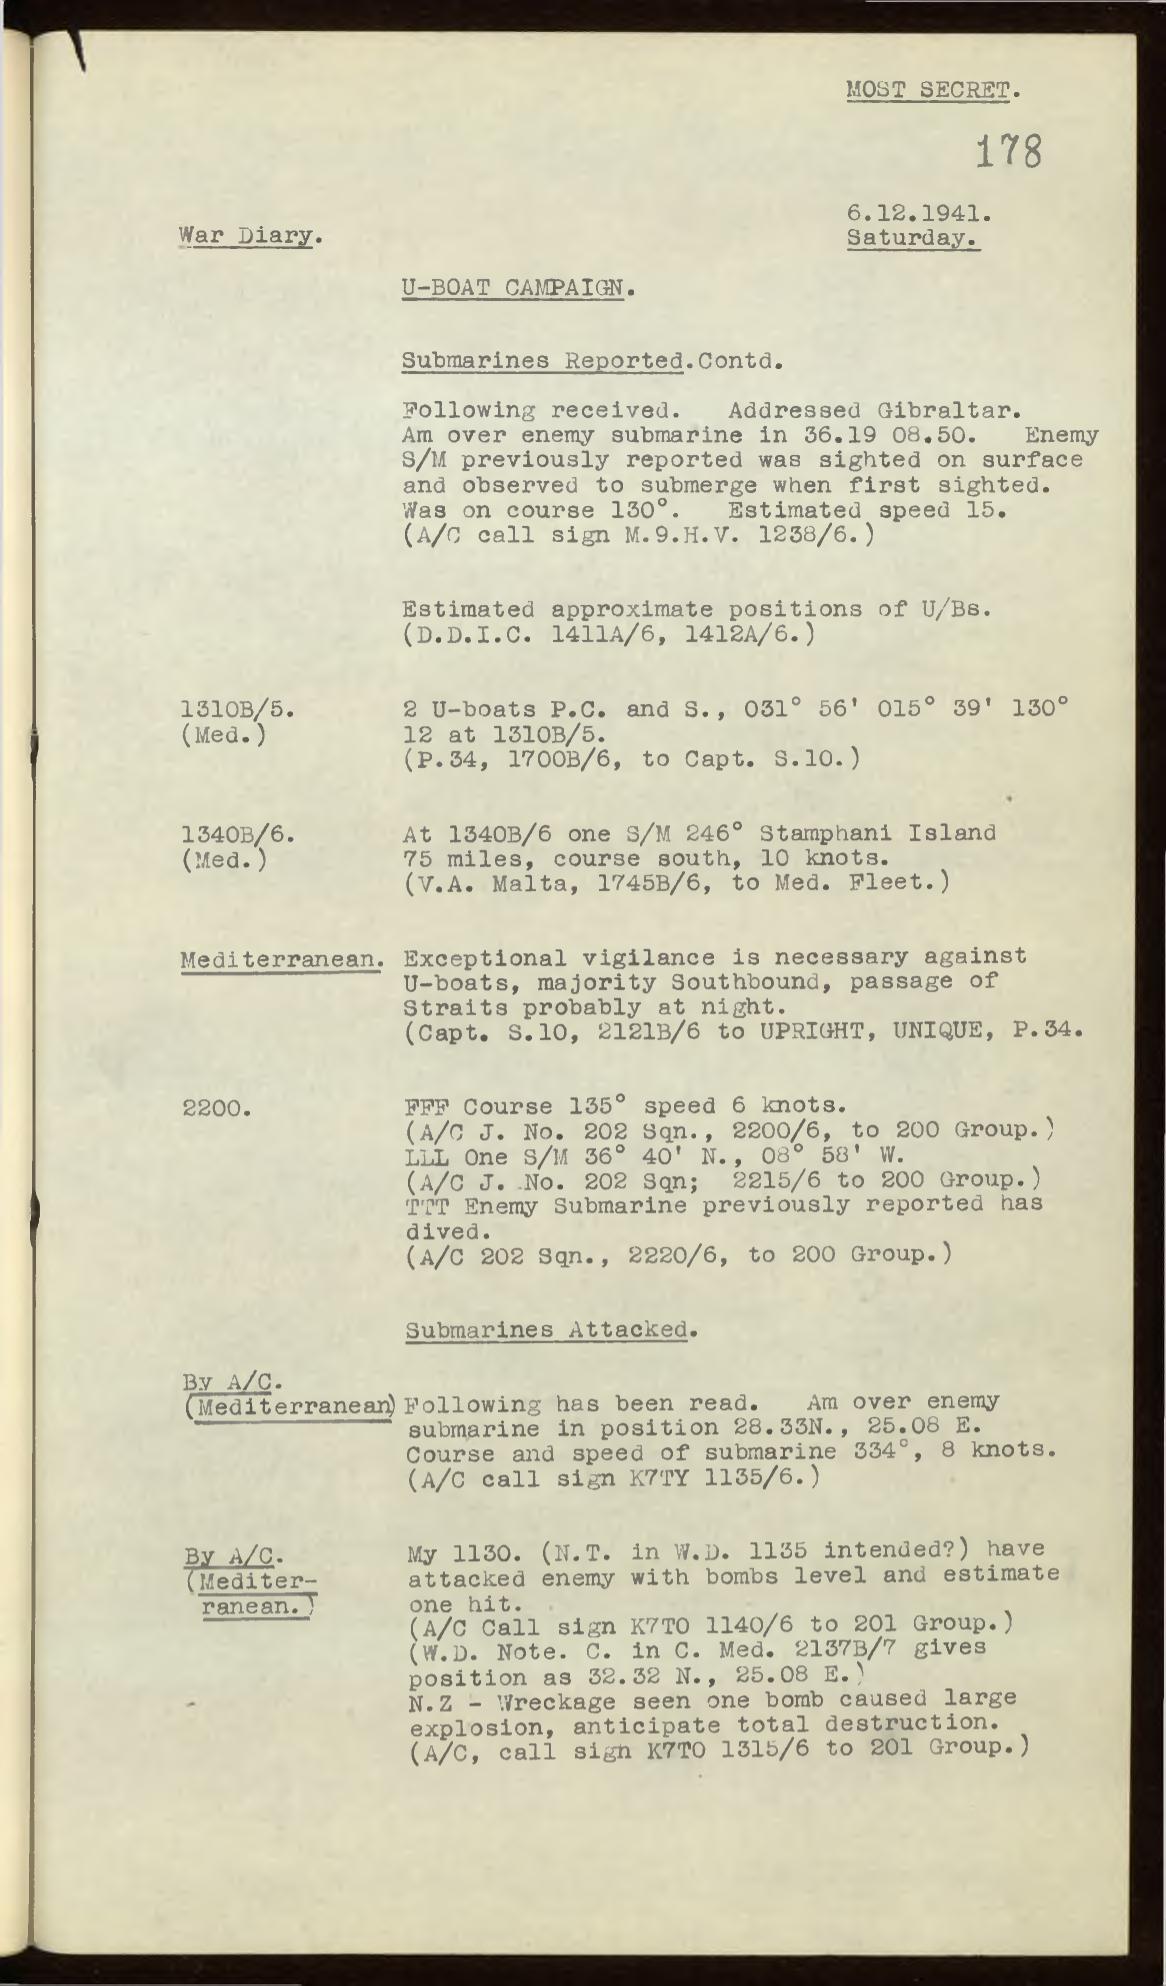 MOST SECRET.
178
6.12.1941.
War Diary.
Saturday.
U-BOAT CAMPAIGN.
Submarines Reported.Contd.
Following received. Addressed Gibraltar.
Am over enemy submarine in 36.19 08.50. Enemy
S/M previously reported was sighted on surface
and observed to submerge when first sighted.
Was on course 130°. Estimated speed 15.
(A/C call sign M.9.H.V. 1238/6.)
Estimated approximate positions of U/Bs.
(D.D.I.C. 1411A/6, 1412A/6.)
1310B/5. 2 U-boats P.C. and S., 031° 56' 015° 39' 130°
(Med.) 12 at 1310B/5.
(P.34, 1700B/6, to Capt. S.10.)
1340B/6. At 1340B/6 one S/M 246° Stamphani Island
(Med.) 75 miles, course south, 10 knots.
(V.A. Malta, 1745B/6, to Med. Fleet.)
Mediterranean. Exceptional vigilance is necessary against
U-boats, majority Southbound, passage of
Straits probably at night.
(Capt. S.10, 2121B/6 to UPRIGHT, UNIQUE, P.34.
2200. FFF Course 135° speed 6 knots.
(A/C J. No. 202 Sqn., 2200/6, to 200 Group.)
LLL One S/M 36° 40' N., 08° 58' W.
(A/C J. No. 202 Sqn; 2215/6 to 200 Group.)
TTT Enemy Submarine previously reported has
dived.
(A/C 202 Sqn., 2220/6, to 200 Group.)
Submarines Attacked.
By A/C.
(Mediterranean) Following has been read. Am over enemy
submarine in position 28.33N., 25.08 E.
Course and speed of submarine 334°, 8 knots.
(A/C call sign K7TY 1135/6.)
By A/C. My 1130. (N.T. in W.D. 1135 intended?) have
(Mediter- attacked enemy with bombs level and estimate
ranean.) one hit.
(A/C Call sign K7TO 1140/6 to 201 Group.)
(W.D. Note. C. in C. Med. 2137B/7 gives
position as 32.32 N., 25.08 E.)
N.Z - Wreckage seen one bomb caused large
explosion, anticipate total destruction.
(A/C, call sign K7TO 1315/6 to 201 Group.)